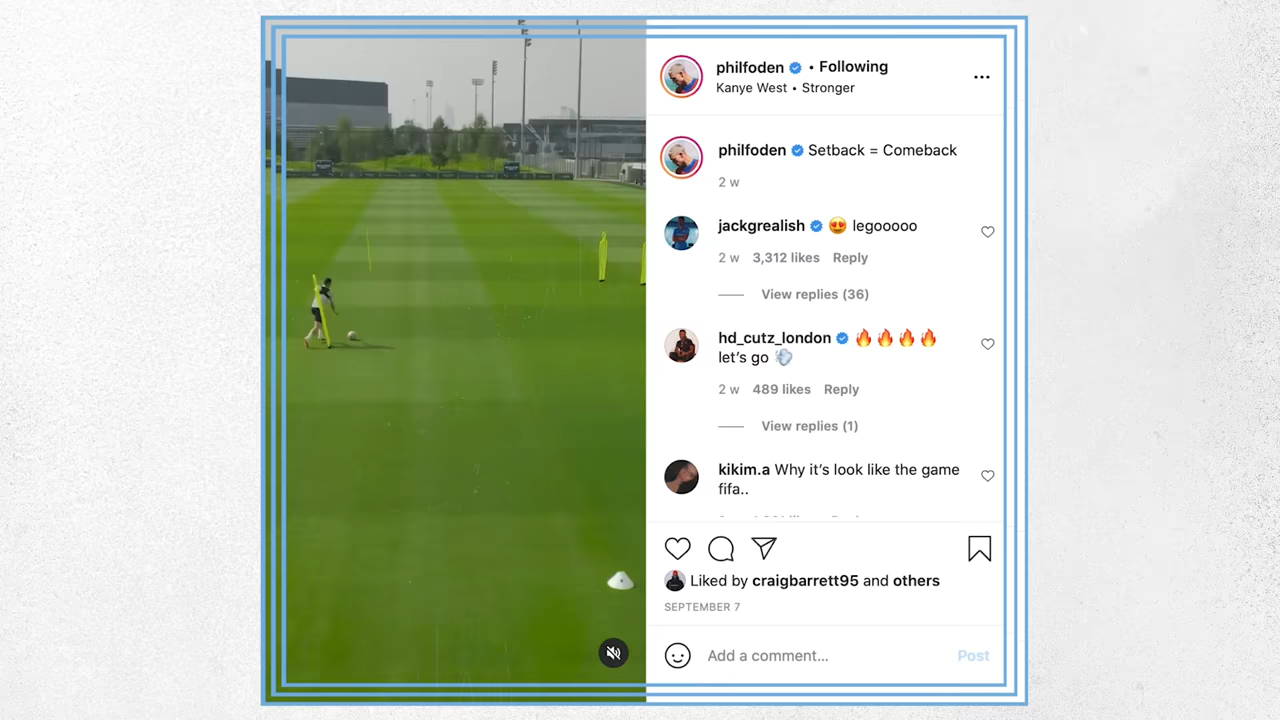 philfoden • Following
Kanye West • Stronger
philfoden Setback = Comeback
2 w
jackgrealish 😍 legooooo
2 w 3,312 likes Reply
View replies (36)
hd_cutz_london 🔥🔥🔥🔥
let's go 💨
2 w 489 likes Reply
View replies (1)
kikim.a Why it's look like the game
fifa..
Liked by craigbarrett95 and others
SEPTEMBER 7
Add a comment... Post